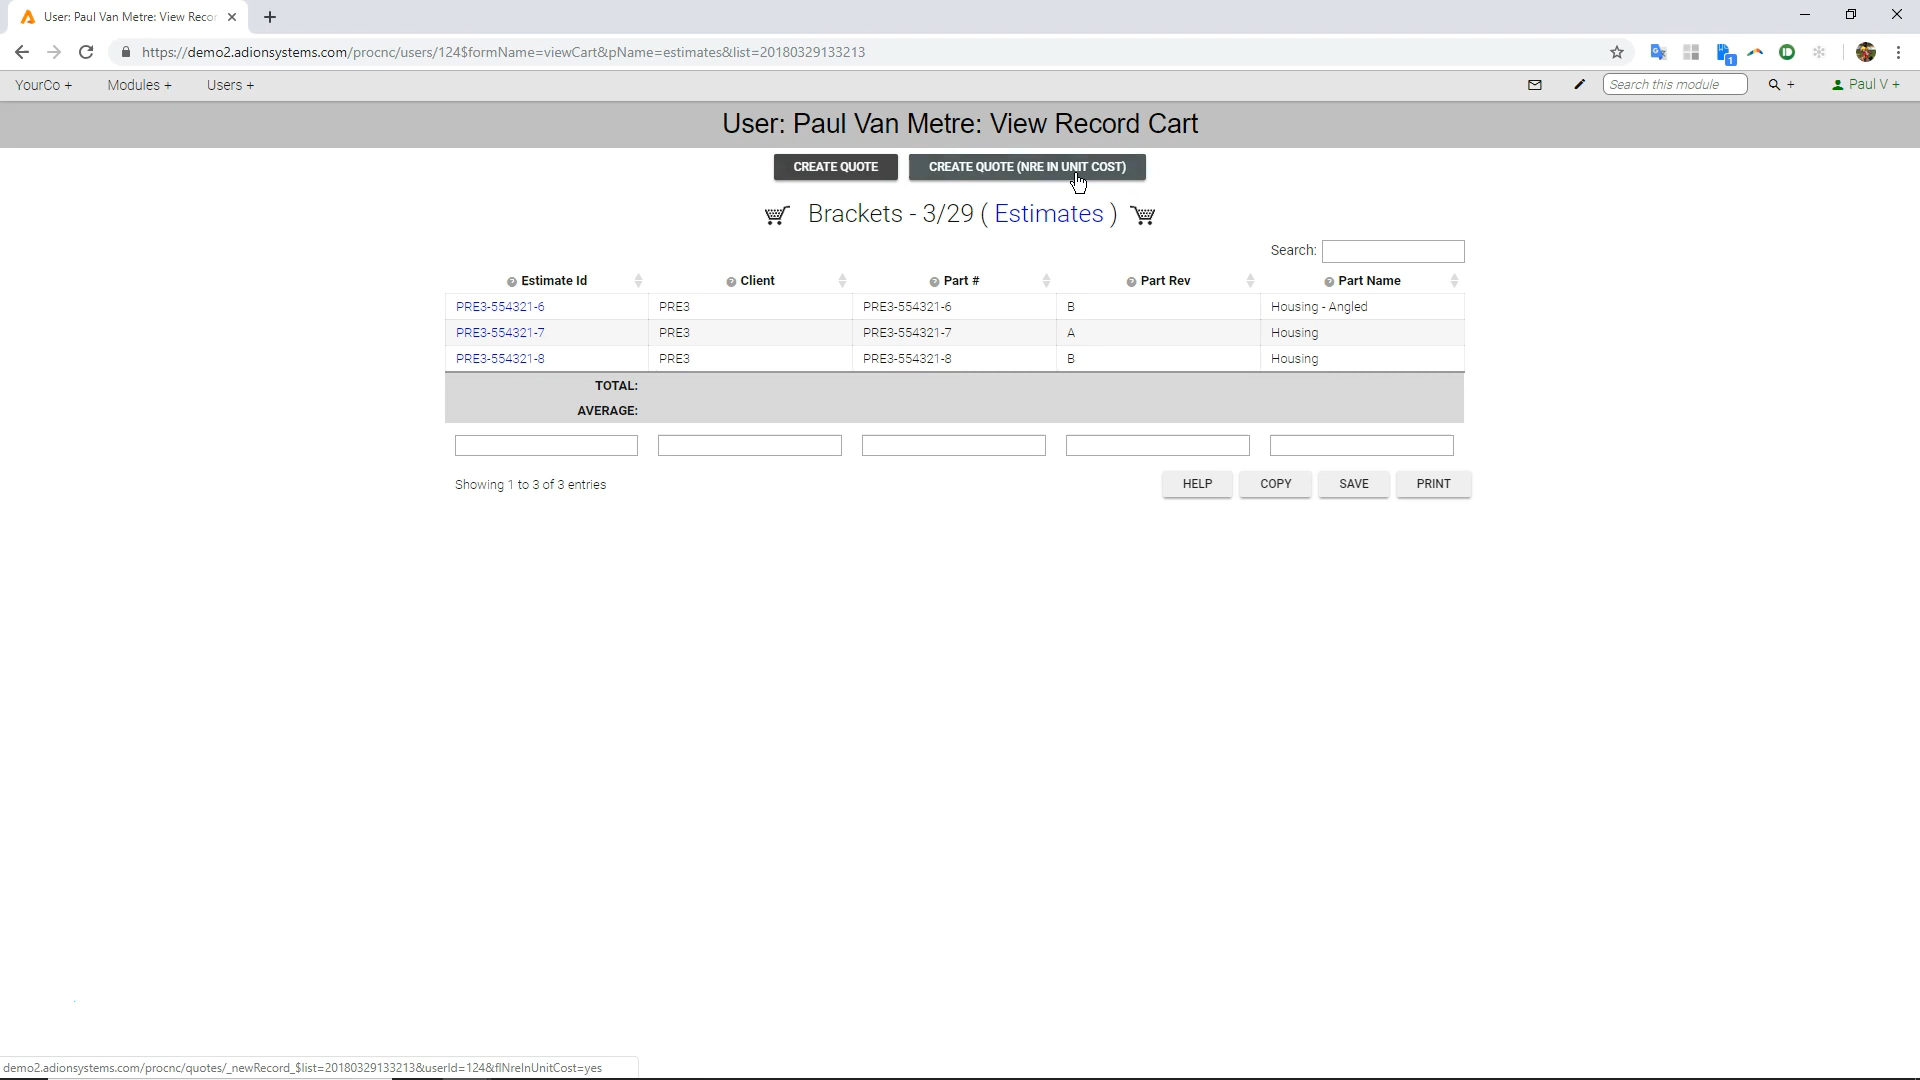 User: Paul Van Metre: View Recor
https://demo2.adionsystems.com/procnc/users/124$formName=viewCart&pName=estimates&list=20180329133213
1
YourCo + Modules + Users + Search this module + Paul V +
User: Paul Van Metre: View Record Cart
CREATE QUOTE CREATE QUOTE (NRE IN UNIT COST)
Brackets - 3/29 ( Estimates )
Search:
Estimate Id Client Part # Part Rev Part Name
PRE3-554321-6 PRE3 PRE3-554321-6 B Housing - Angled
PRE3-554321-7 PRE3 PRE3-554321-7 A Housing
PRE3-554321-8 PRE3 PRE3-554321-8 B Housing
TOTAL:
AVERAGE:
Showing 1 to 3 of 3 entries HELP COPY SAVE PRINT
demo2.adionsystems.com/procnc/quotes/_newRecord_$list=20180329133213&userId=124&flNreInUnitCost=yes